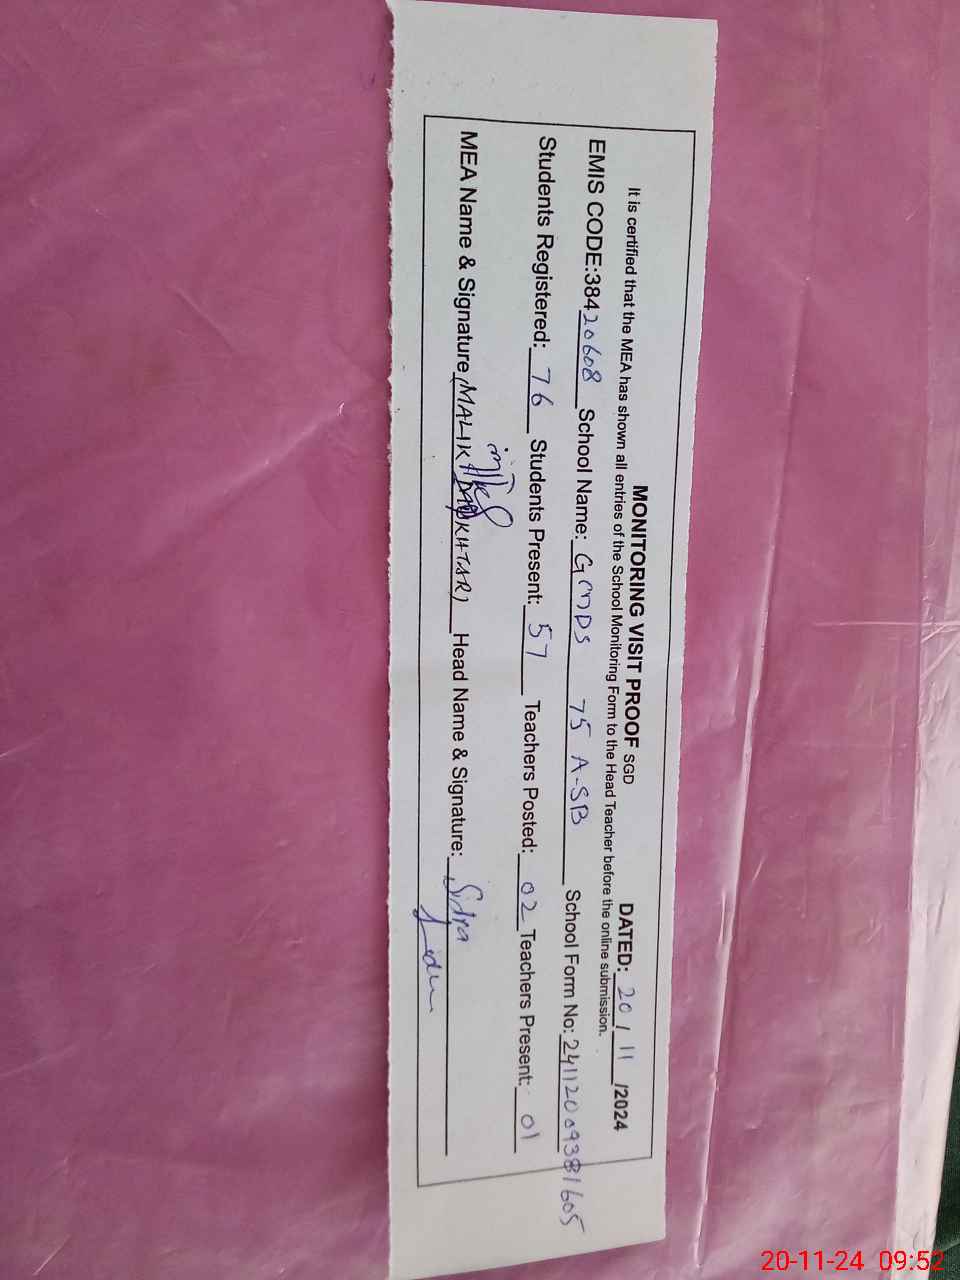 MONITORING VISIT PROOF SGD DATED: 20 / 11 /2024
It is certified that the MEA has shown all entries of the School Monitoring Form to the Head Teacher before the online submission.
EMIS CODE:38420608 School Name: GMPS 75 A-SB School Form No: 24112009381605
Students Registered: 76 Students Present: 57 Teachers Posted: 02 Teachers Present: 01
MEA Name & Signature (MALIK Head Name & Signature: Sidra
20-11-24 09:52